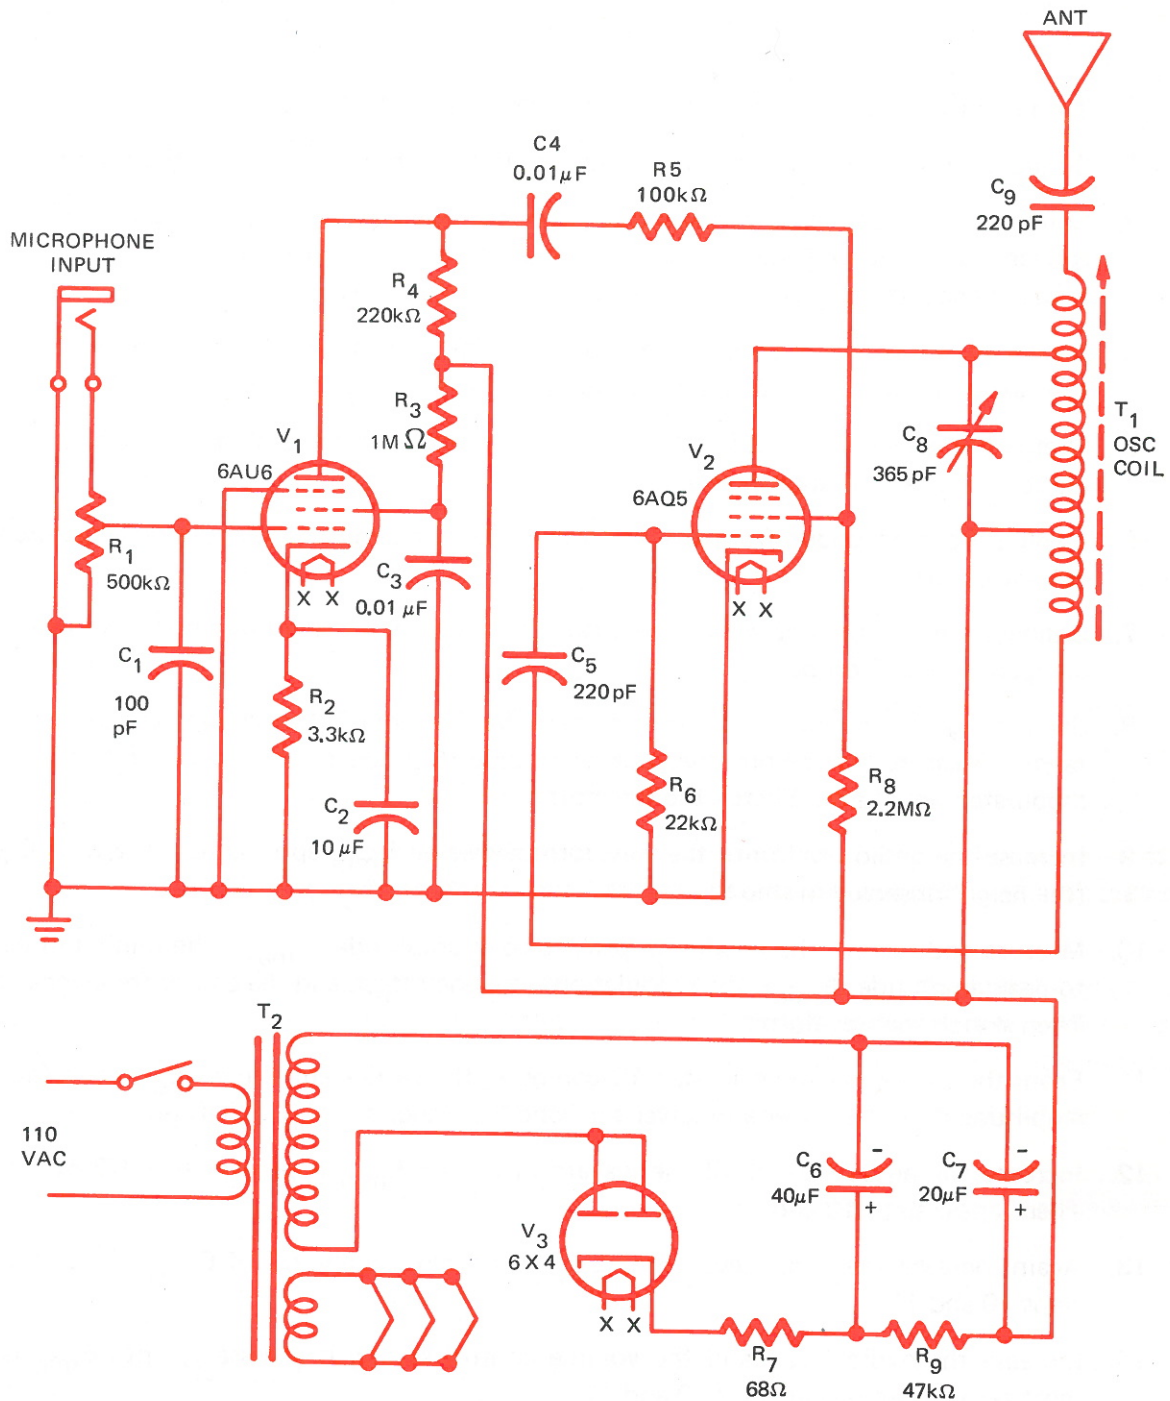 ANT
C4
0.01μF
R5
100kΩ
C9
220 pF
MICROPHONE
INPUT
R4
220kΩ
R3
1M Ω
V1
6AU6
V2
6AQ5
C8
365 pF
T1
OSC
COIL
R1
500kΩ
C3
0.01 μF
X X
X X
C1
100
pF
R2
3.3kΩ
C5
220 pF
C2
10 μF
R6
22kΩ
R8
2.2MΩ
T2
110
VAC
C6
40μF
-
+
C7
20μF
-
+
V3
6 X 4
X X
R7
68Ω
R9
47kΩ